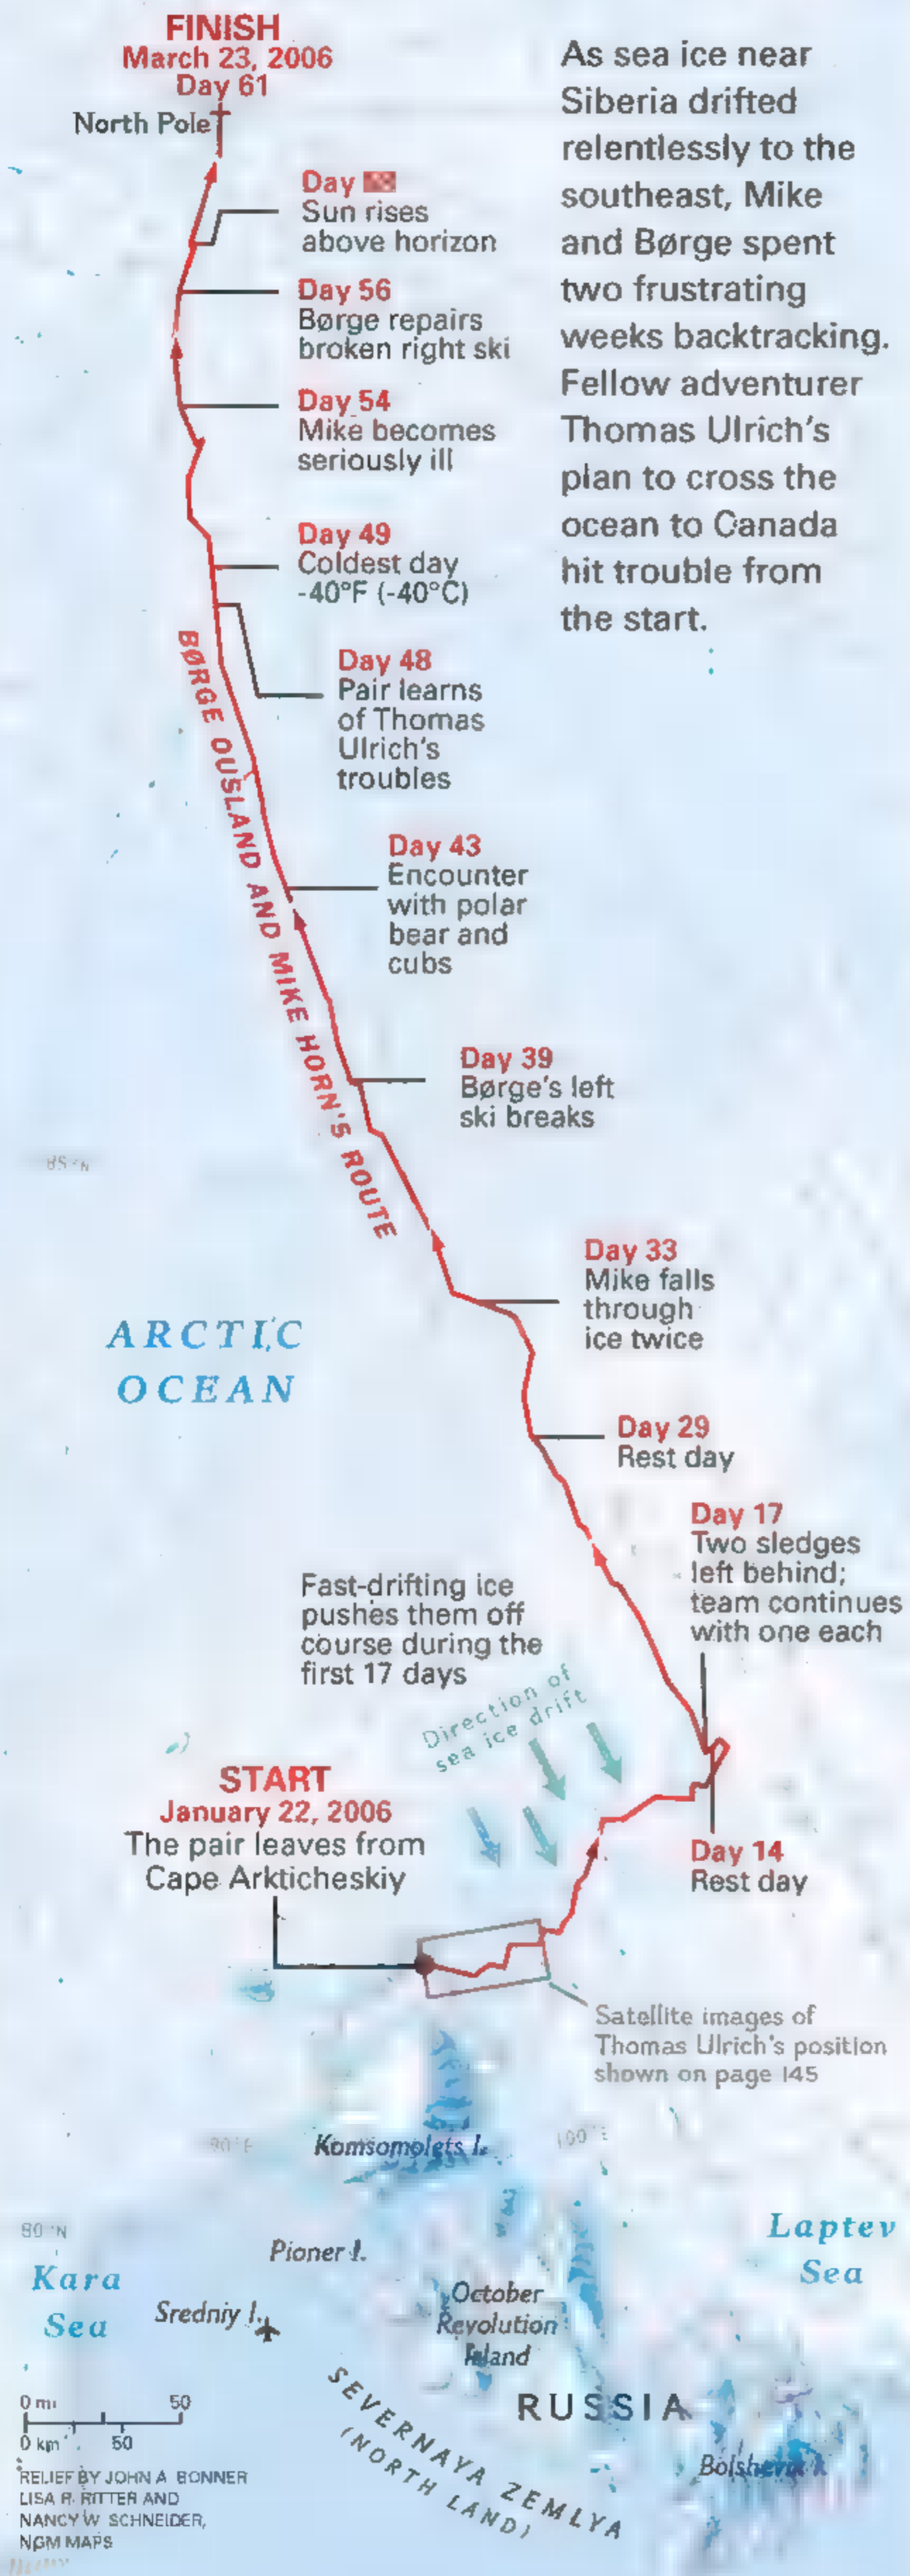 FINISH
March 23, 2006
Day 61
North Pole
As sea ice near
Siberia drifted
relentlessly to the
southeast, Mike
and Børge spent
two frustrating
weeks backtracking.
Fellow adventurer
Thomas Ulrich's
plan to cross the
ocean to Canada
hit trouble from
the start.
Day
Sun rises
above horizon
Day 56
Børge repairs
broken right ski
Day 54
Mike becomes
seriously ill
Day 49
Coldest day
-40°F (-40°C)
Day 48
Pair learns
of Thomas
Ulrich's
troubles
BØRGE OUSLAND AND MIKE HORN'S ROUTE
Day 43
Encounter
with polar
bear and
cubs
Day 39
Børge's left
ski breaks
85°N
Day 33
Mike falls
through
ice twice
ARCTIC
OCEAN
Day 29
Rest day
Day 17
Two sledges
left behind;
team continues
with one each
Fast-drifting ice
pushes them off
course during the
first 17 days
Direction of
sea ice drift
START
January 22, 2006
The pair leaves from
Cape Arkticheskiy
Day 14
Rest day
Satellite images of
Thomas Ulrich's position
shown on page 145
90°E
Komsomolets I.
100°E
80°N
Laptev
Sea
Kara
Sea
Pioner I.
Sredniy I.
October
Revolution
Island
RUSSIA
SEVERNAYA ZEMLYA
(NORTH LAND)
Bolshevik I.
0 mi 50
0 km 50
RELIEF BY JOHN A BONNER
LISA R. RITTER AND
NANCY W SCHNEIDER,
NGM MAPS